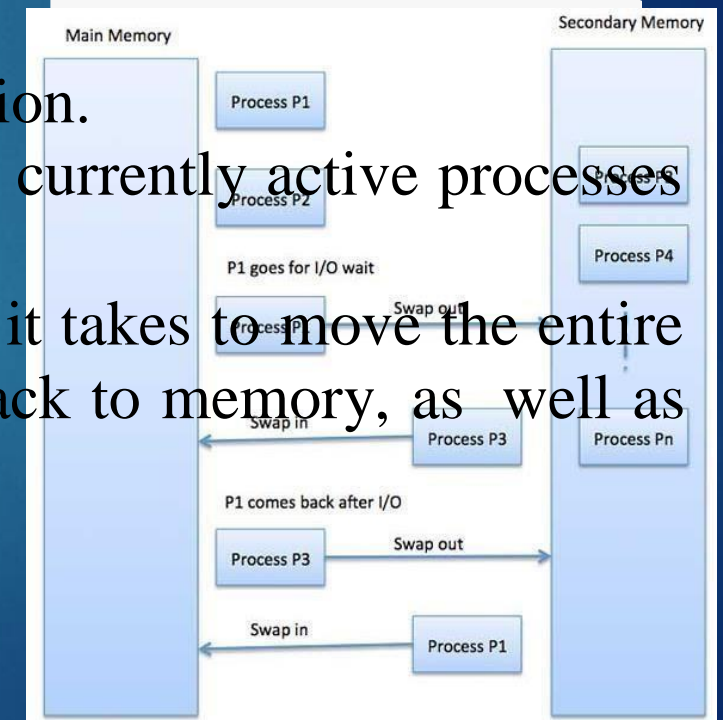 Main Memory
Secondary Memory
Process P1
ion.
currently active processes
Process P2
Process P4
P1 goes for I/O wait
it takes to move the entire
Swap out
ack to memory, as well as
Swap in
Process P3
Process Pn
P1 comes back after I/O
Process P3
Swap out
Swap in
Process P1